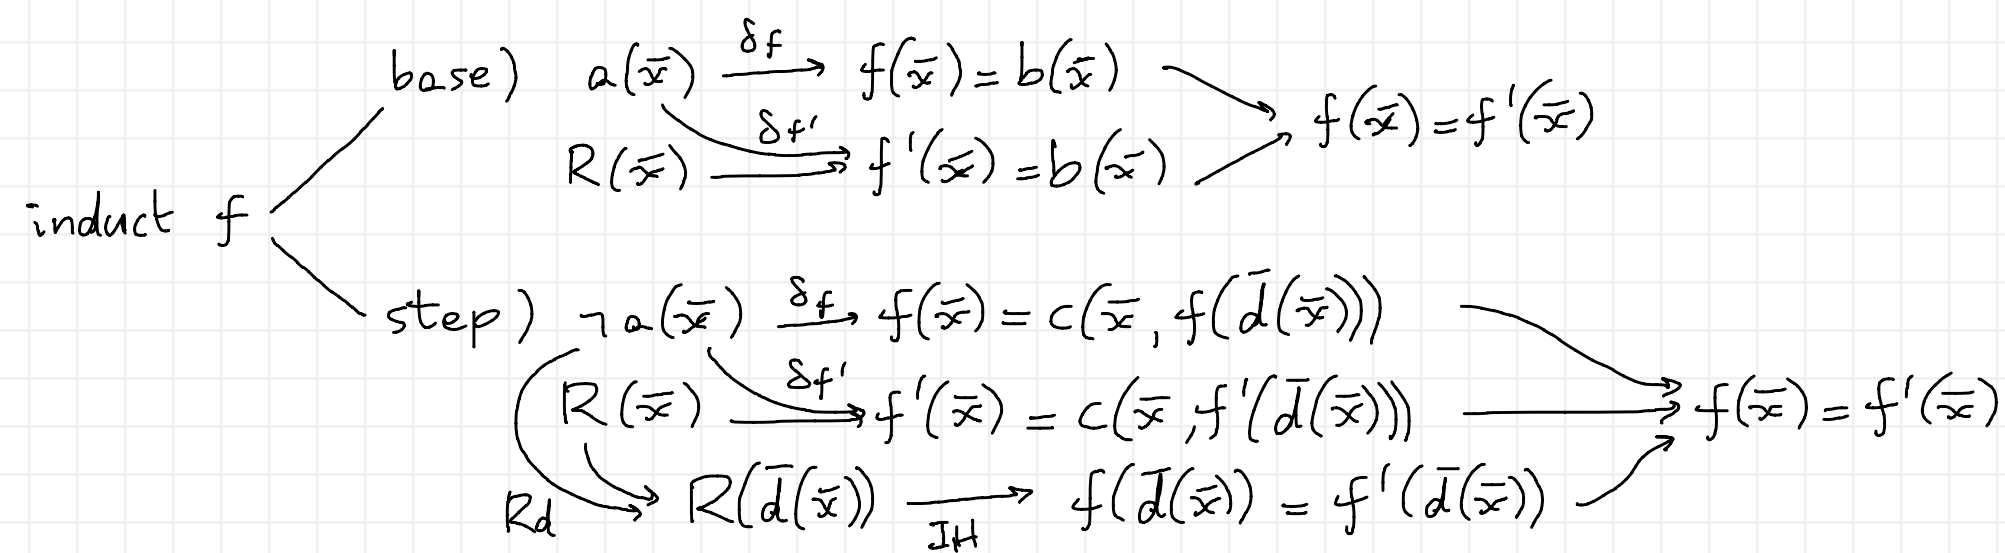 δf
base) a(x̄) → f(x̄) = b(x̄)
f(x̄) = f'(x̄)
δf'
R(x̄) → f'(x̄) = b(x̄)
induct f
δf
step) ¬a(x̄) → f(x̄) = c(x̄, f(d̄(x̄)))
δf'
R(x̄) → f'(x̄) = c(x̄, f'(d̄(x̄)))
f(x̄) = f'(x̄)
Rd
R(d̄(x̄)) → f(d̄(x̄)) = f'(d̄(x̄))
IH